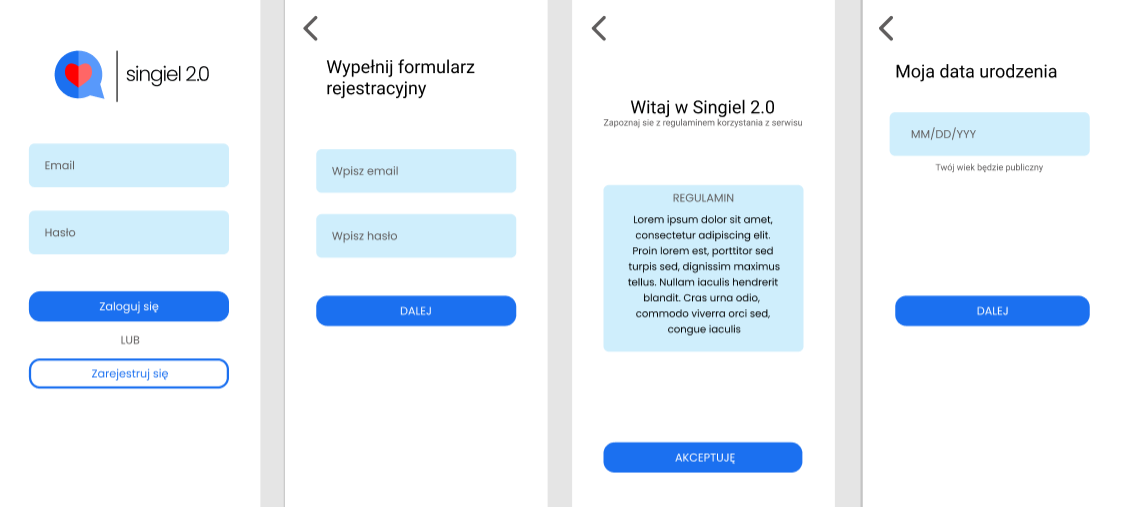 singiel 2.0
Email
Hasło
Zaloguj się
LUB
Zarejestruj się
Wypełnij formularz
rejestracyjny
Wpisz email
Wpisz hasło
DALEJ
Witaj w Singiel 2.0
Zapoznaj sie z regulaminem korzystania z serwisu
REGULAMIN
Lorem ipsum dolor sit amet,
consectetur adipiscing elit.
Proin lorem est, porttitor sed
turpis sed, dignissim maximus
tellus. Nullam iaculis hendrerit
blandit. Cras urna odio,
commodo viverra orci sed,
congue iaculis
AKCEPTUJĘ
Moja data urodzenia
MM/DD/YYY
Twój wiek będzie publiczny
DALEJ